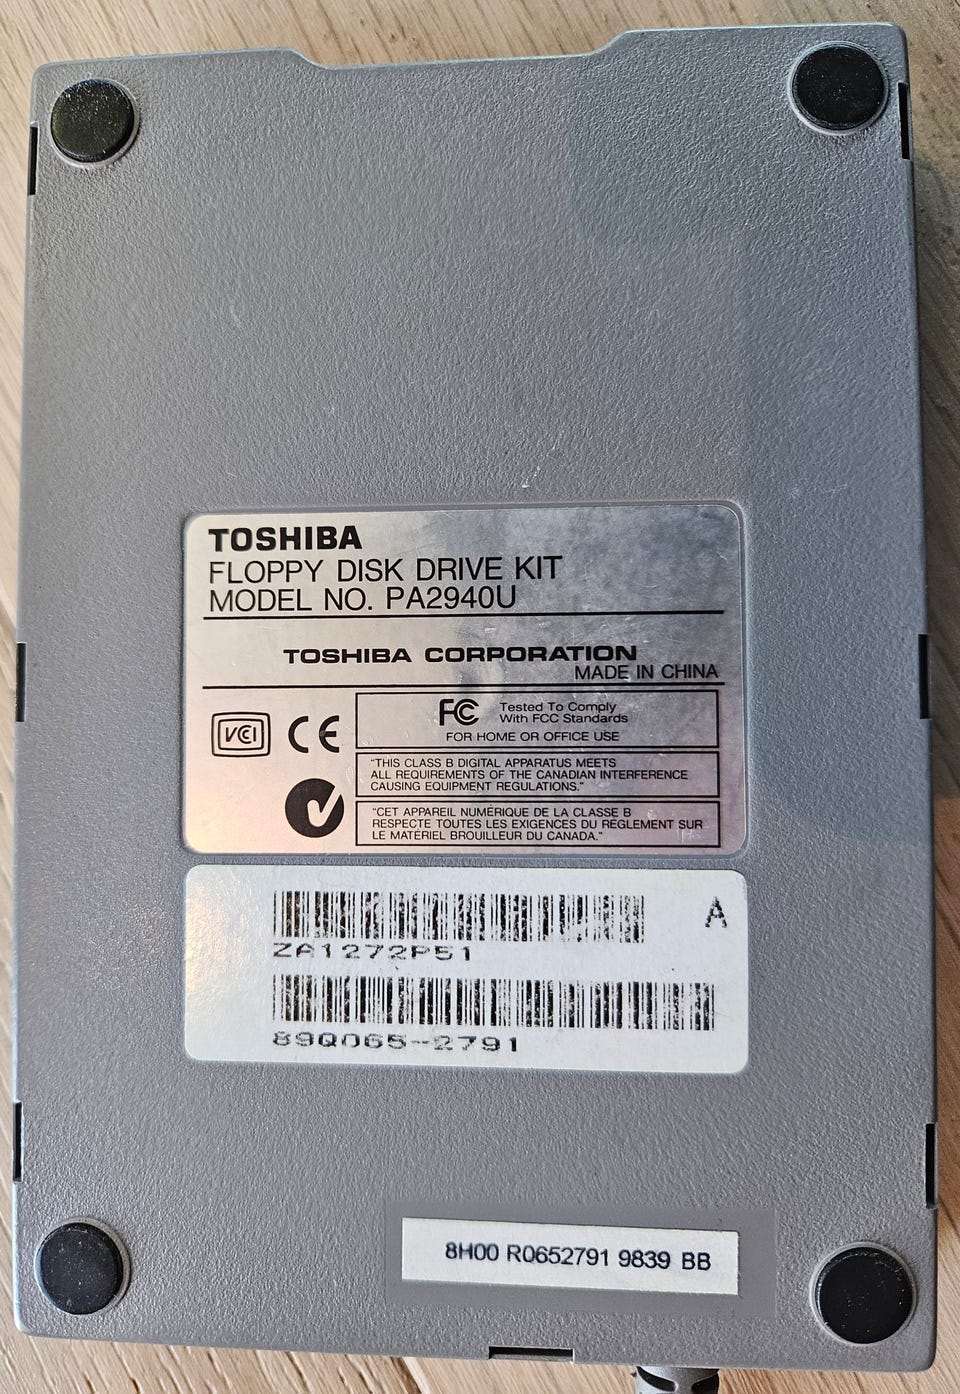 TOSHIBA
FLOPPY DISK DRIVE KIT
MODEL NO. PA2940U
TOSHIBA CORPORATION
MADE IN CHINA
VCI
CE
FC Tested To Comply
With FCC Standards
FOR HOME OR OFFICE USE
"THIS CLASS B DIGITAL APPARATUS MEETS
ALL REQUIREMENTS OF THE CANADIAN INTERFERENCE
CAUSING EQUIPMENT REGULATIONS."
"CET APPAREIL NUMÉRIQUE DE LA CLASSE B
RESPECTE TOUTES LES EXIGENCES DU RÈGLEMENT SUR
LE MATÉRIEL BROUILLEUR DU CANADA."
A
ZA1272P51
89Q065-2791
8H00 R0652791 9839 BB